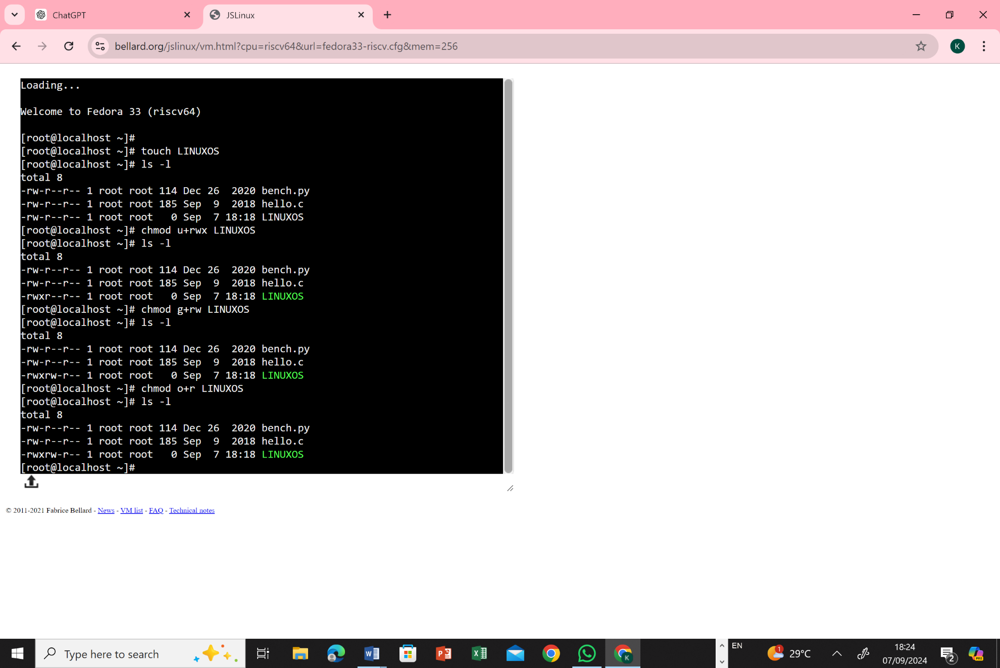 ChatGPT
JSLinux
bellard.org/jslinux/vm.html?cpu=riscv64&url=fedora33-riscv.cfg&mem=256
K
Loading...
Welcome to Fedora 33 (riscv64)
[root@localhost ~]#
[root@localhost ~]# touch LINUXOS
[root@localhost ~]# ls -l
total 8
-rw-r--r-- 1 root root 114 Dec 26  2020 bench.py
-rw-r--r-- 1 root root 185 Sep  9  2018 hello.c
-rw-r--r-- 1 root root   0 Sep  7 18:18 LINUXOS
[root@localhost ~]# chmod u+rwx LINUXOS
[root@localhost ~]# ls -l
total 8
-rw-r--r-- 1 root root 114 Dec 26  2020 bench.py
-rw-r--r-- 1 root root 185 Sep  9  2018 hello.c
-rwxr--r-- 1 root root   0 Sep  7 18:18 LINUXOS
[root@localhost ~]# chmod g+rw LINUXOS
[root@localhost ~]# ls -l
total 8
-rw-r--r-- 1 root root 114 Dec 26  2020 bench.py
-rw-r--r-- 1 root root 185 Sep  9  2018 hello.c
-rwxrw-r-- 1 root root   0 Sep  7 18:18 LINUXOS
[root@localhost ~]# chmod o+r LINUXOS
[root@localhost ~]# ls -l
total 8
-rw-r--r-- 1 root root 114 Dec 26  2020 bench.py
-rw-r--r-- 1 root root 185 Sep  9  2018 hello.c
-rwxrw-r-- 1 root root   0 Sep  7 18:18 LINUXOS
[root@localhost ~]#
© 2011-2021 Fabrice Bellard - News - VM list - FAQ - Technical notes
Type here to search
W
P
X
K
EN
1
29°C
18:24
07/09/2024
2
PRE